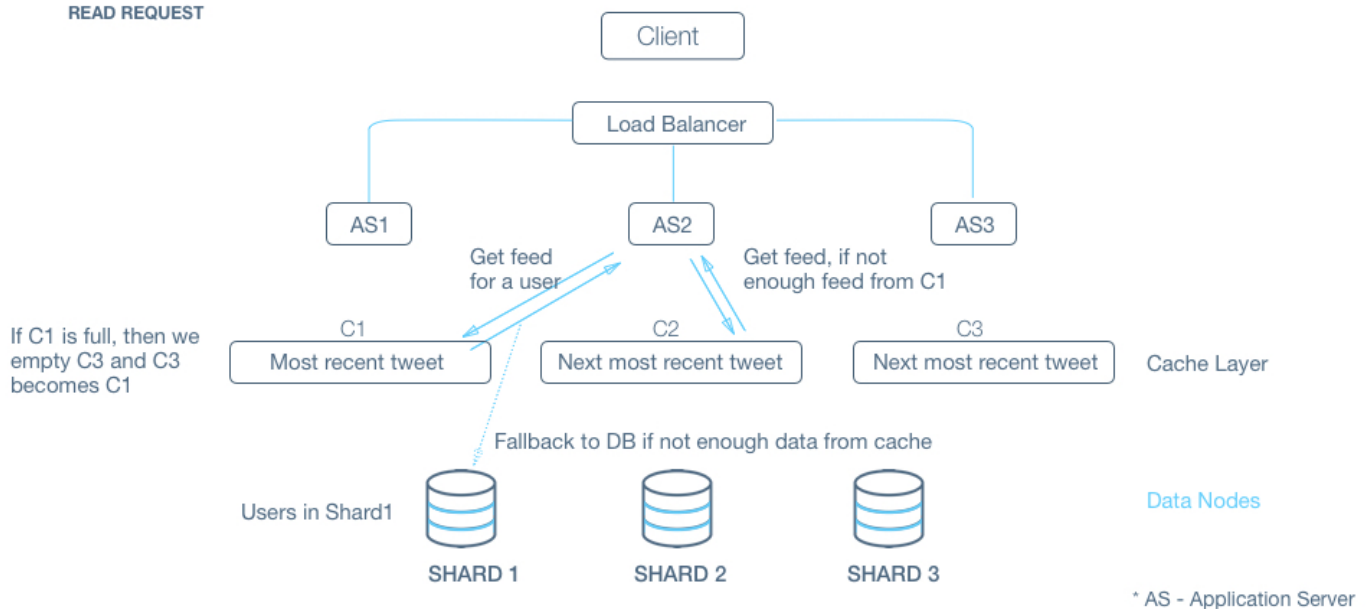 READ REQUEST
Client
Load Balancer
AS1
AS2
AS3
Get feed
for a user
Get feed, if not
enough feed from C1
If C1 is full, then we
empty C3 and C3
becomes C1
C1
C2
C3
Most recent tweet
Next most recent tweet
Next most recent tweet
Cache Layer
Fallback to DB if not enough data from cache
Users in Shard1
Data Nodes
SHARD 1
SHARD 2
SHARD 3
* AS - Application Server